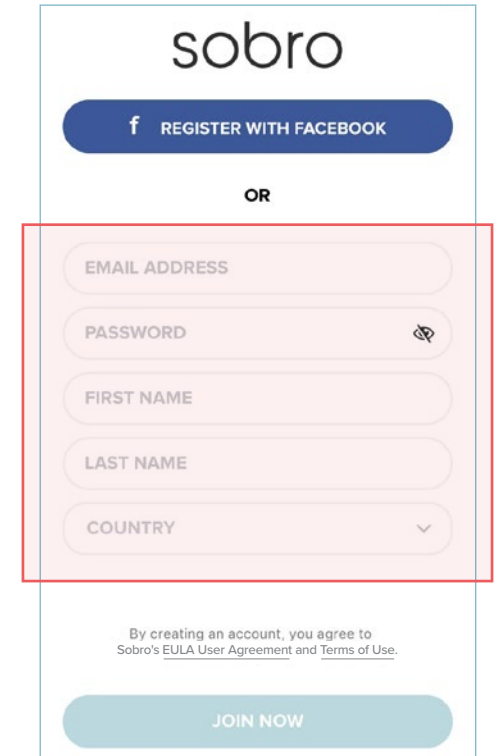 sobro
f REGISTER WITH FACEBOOK
OR
EMAIL ADDRESS
PASSWORD
FIRST NAME
LAST NAME
COUNTRY
By creating an account, you agree to
Sobro's EULA User Agreement and Terms of Use.
JOIN NOW